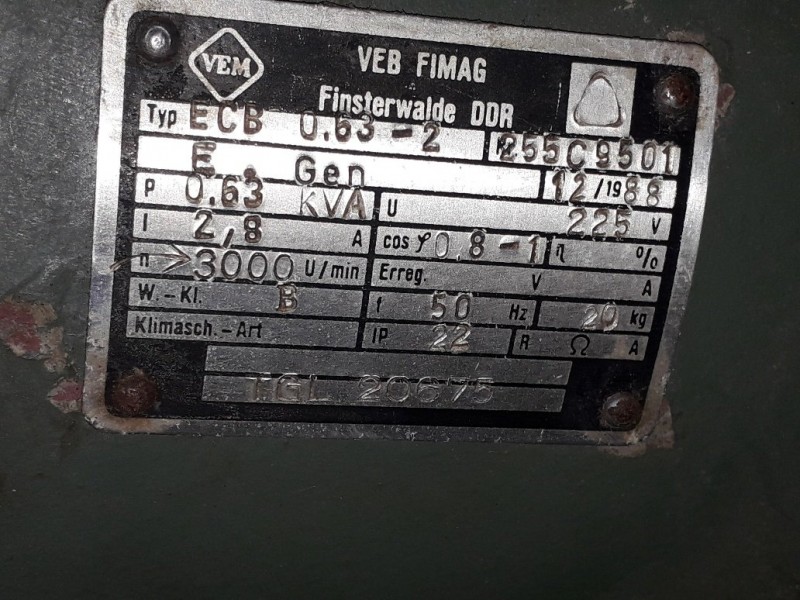 VEM VEB FIMAG
Finsterwalde DDR
Typ ECB 0.63-2 255C9501
E. Gen 12/1988
P 0.63 KVA U 225 V
I 2,8 A cos φ 0.8-1 η %
n >3000 U/min Erreg. V A
W.-Kl. B f 50 Hz 20 kg
Klimasch.-Art IP 22 R Ω A
TGL 20675